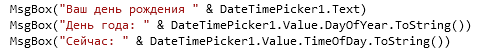 MsgBox("Ваш день рождения " & DateTimePicker1.Text)
MsgBox("День года: " & DateTimePicker1.Value.DayOfYear.ToString())
MsgBox("Сейчас: " & DateTimePicker1.Value.TimeOfDay.ToString())